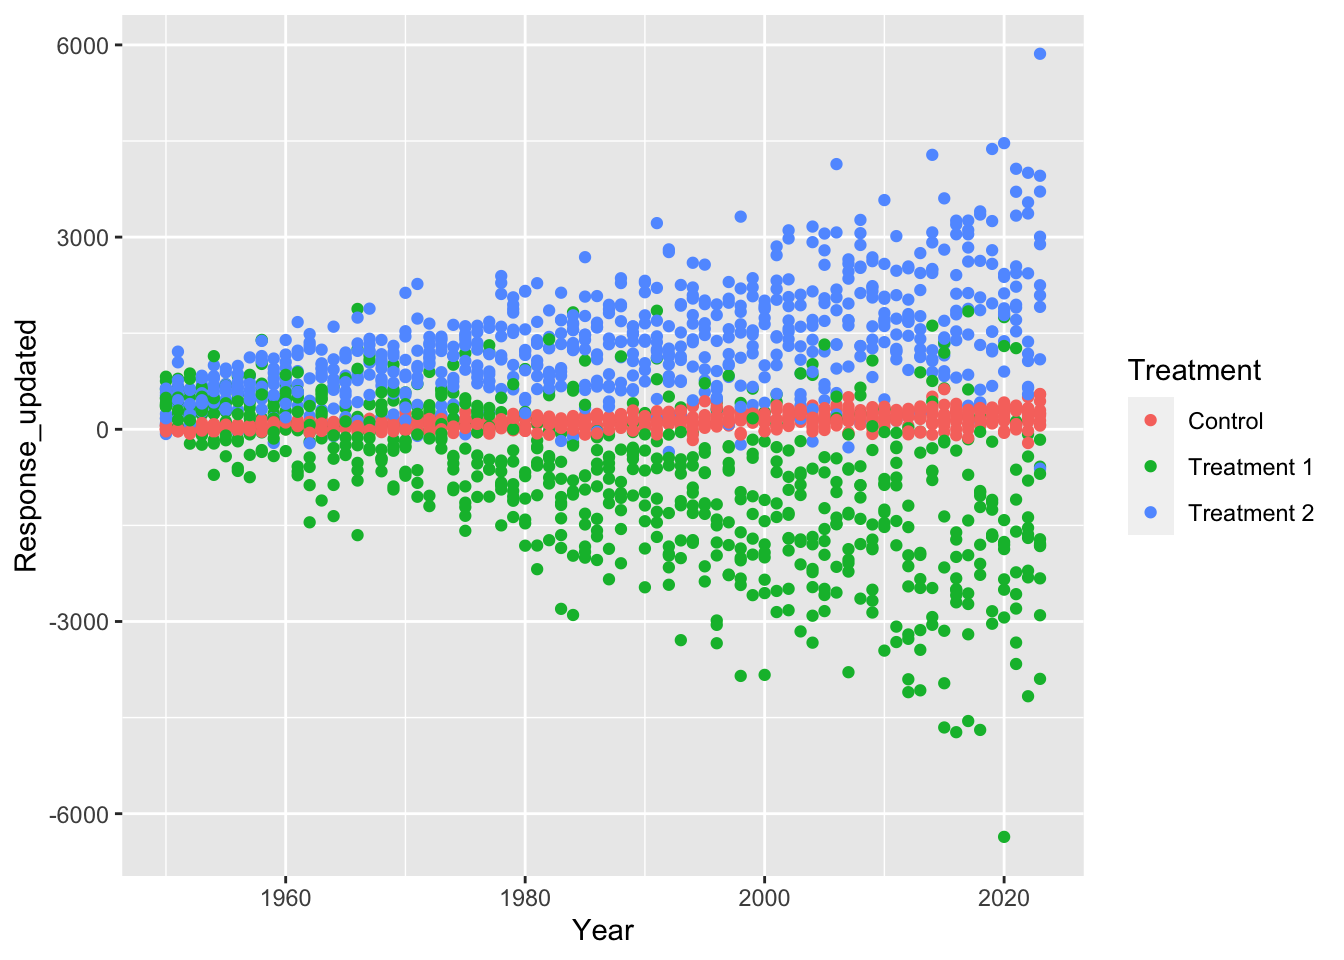 6000
3000
0
-3000
-6000
Response_updated
1960 1980 2000 2020
Year
Treatment
Control
Treatment 1
Treatment 2